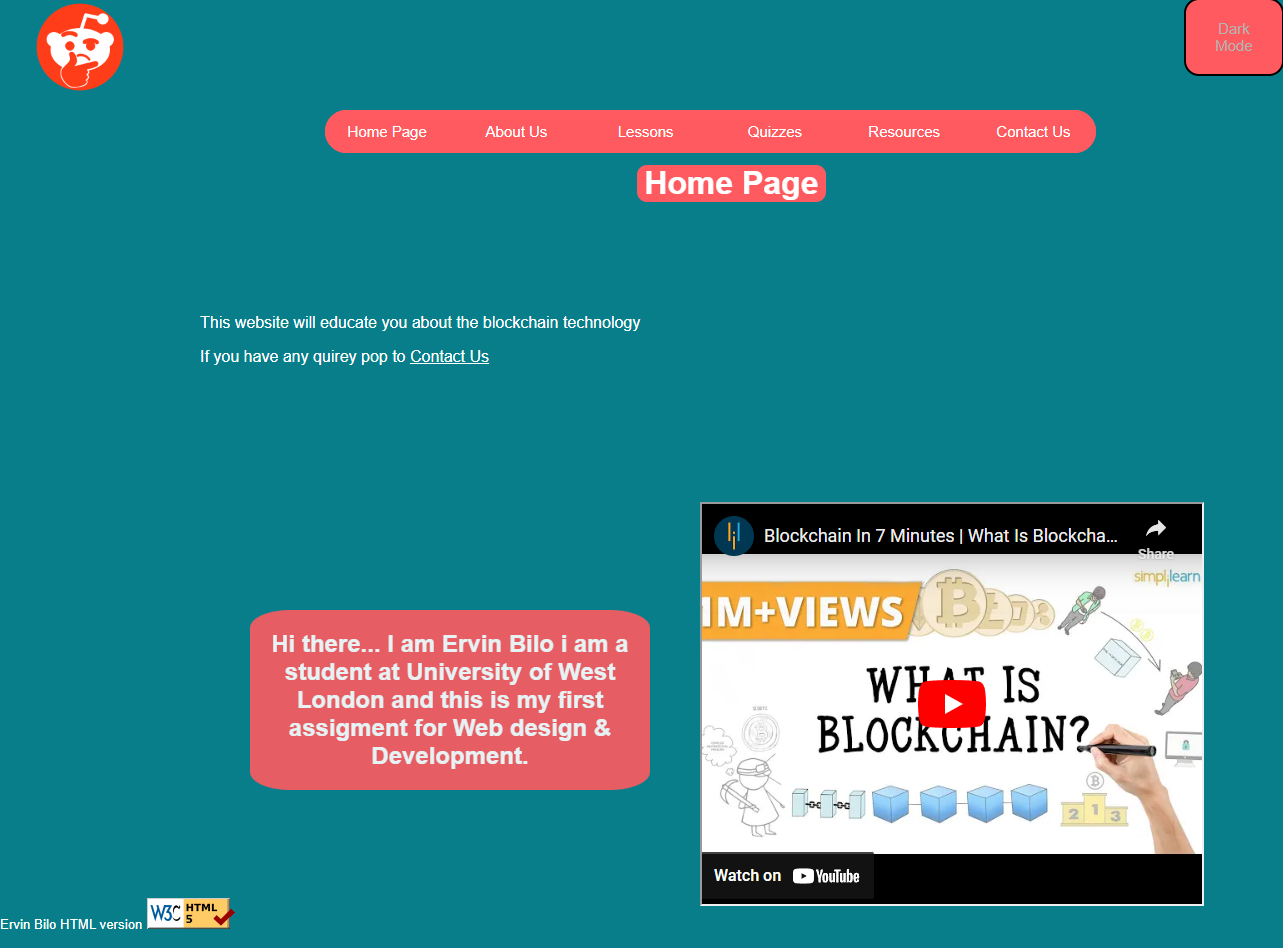 Dark
Mode
Home Page About Us Lessons Quizzes Resources Contact Us
Home Page
This website will educate you about the blockchain technology
If you have any quirey pop to Contact Us
Blockchain In 7 Minutes | What Is Blockcha...
Share
simplilearn
1M+VIEWS
WHAT IS
BLOCKCHAIN?
2 1 3
Watch on YouTube
Hi there... I am Ervin Bilo i am a
student at University of West
London and this is my first
assigment for Web design &
Development.
Ervin Bilo HTML version W3C HTML
5